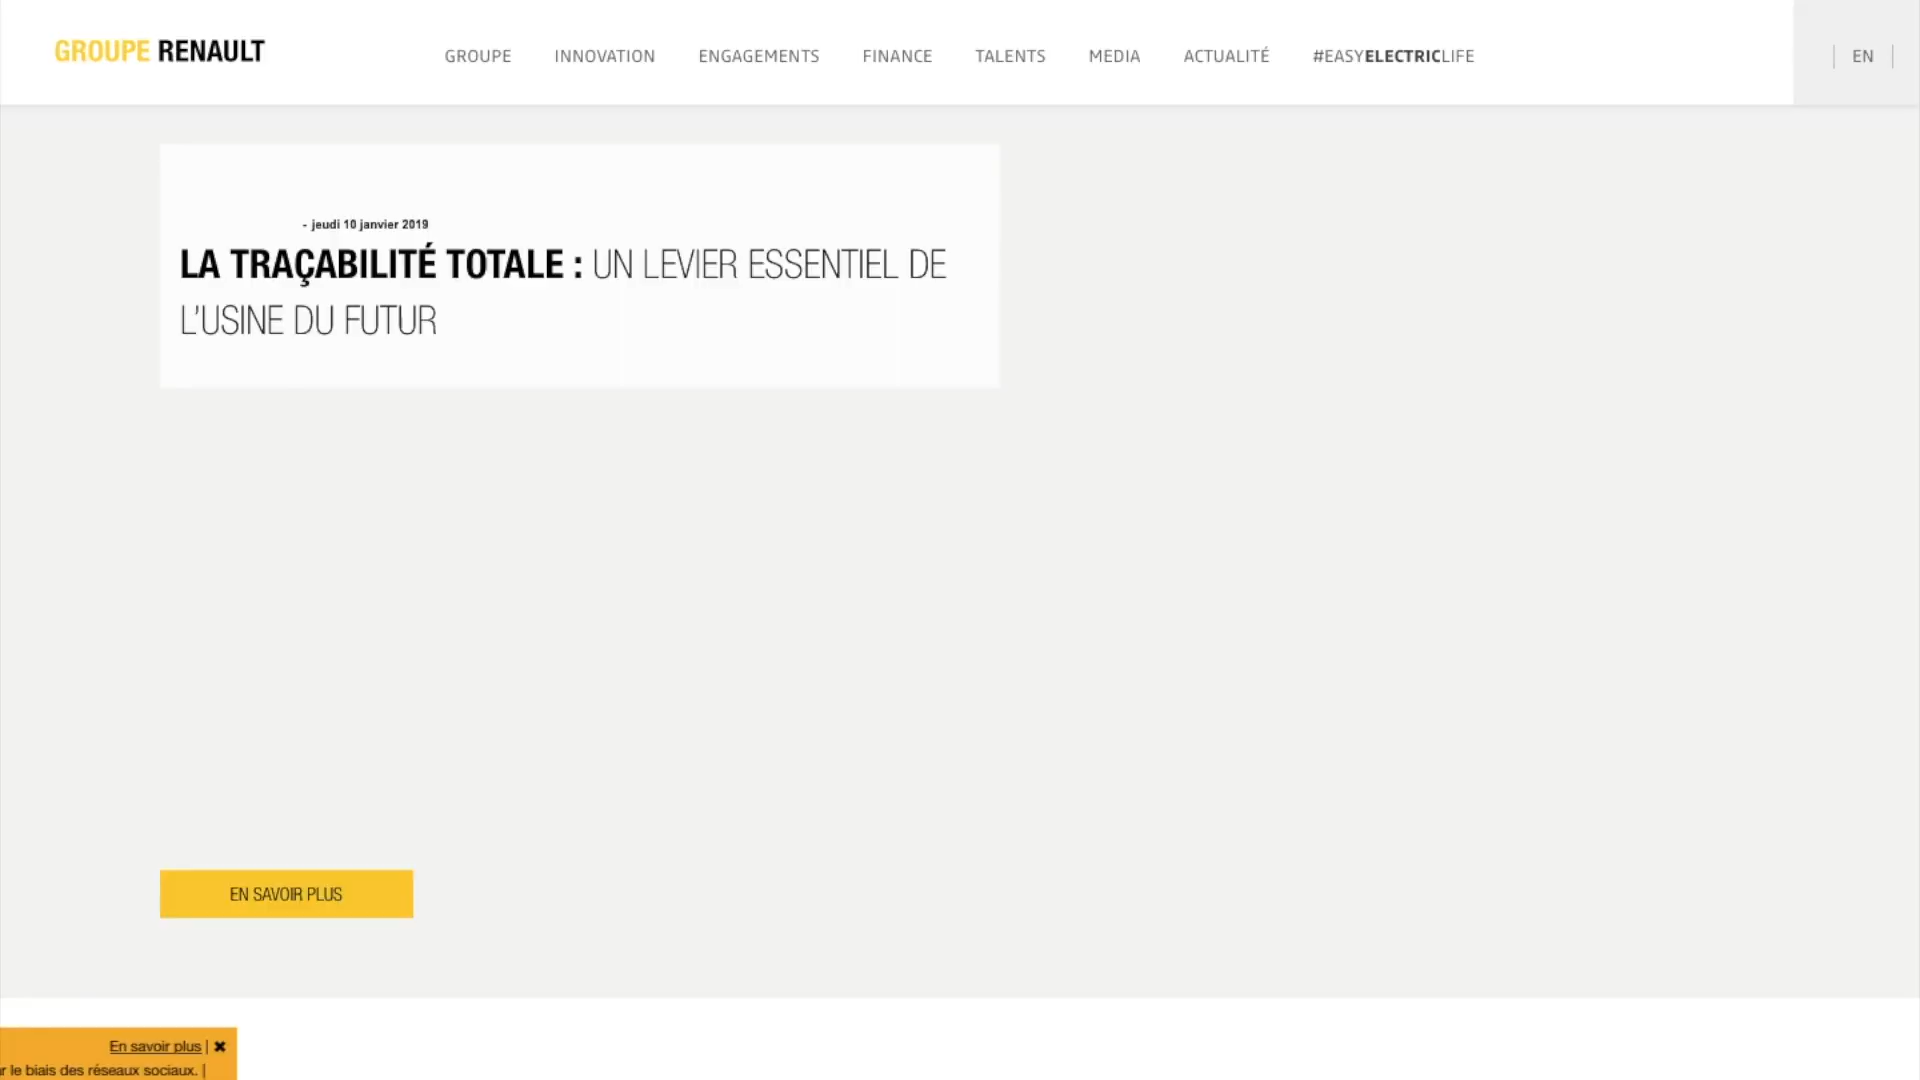 GROUPE RENAULT
GROUPE INNOVATION ENGAGEMENTS FINANCE TALENTS MEDIA ACTUALITÉ #EASYELECTRICLIFE
| EN |
- jeudi 10 janvier 2019
LA TRAÇABILITÉ TOTALE : UN LEVIER ESSENTIEL DE
L’USINE DU FUTUR
EN SAVOIR PLUS
En savoir plus | ✖
le biais des réseaux sociaux. |